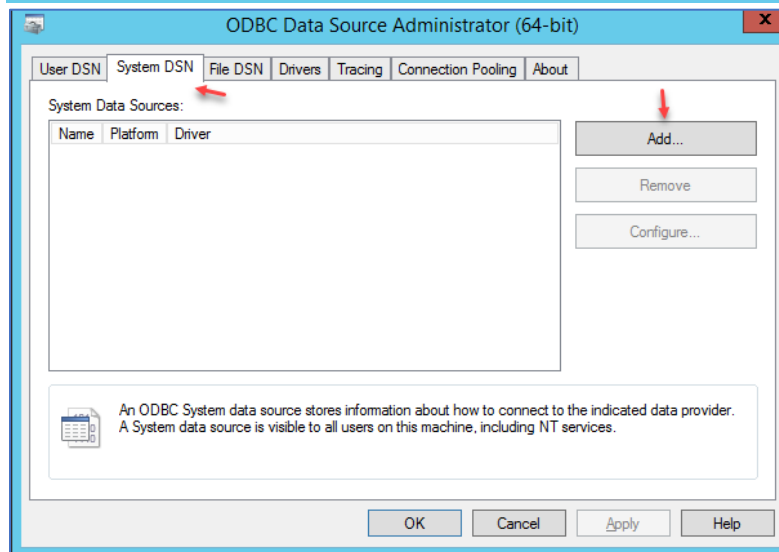 ODBC Data Source Administrator (64-bit)
x
User DSN System DSN File DSN Drivers Tracing Connection Pooling About
System Data Sources:
Name Platform Driver
Add...
Remove
Configure...
An ODBC System data source stores information about how to connect to the indicated data provider.
A System data source is visible to all users on this machine, including NT services.
OK Cancel Apply Help